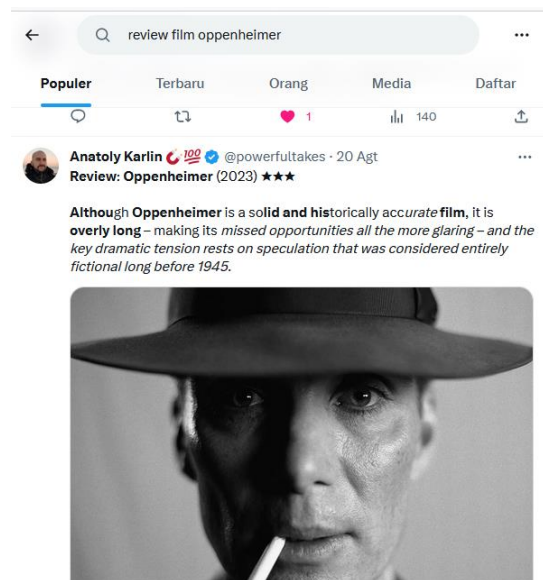 review film oppenheimer
Populer Terbaru Orang Media Daftar
1 140
Anatoly Karlin 💯 @powerfultakes · 20 Agt
Review: Oppenheimer (2023) ★★★
Although Oppenheimer is a solid and historically accurate film, it is
overly long – making its missed opportunities all the more glaring – and the
key dramatic tension rests on speculation that was considered entirely
fictional long before 1945.